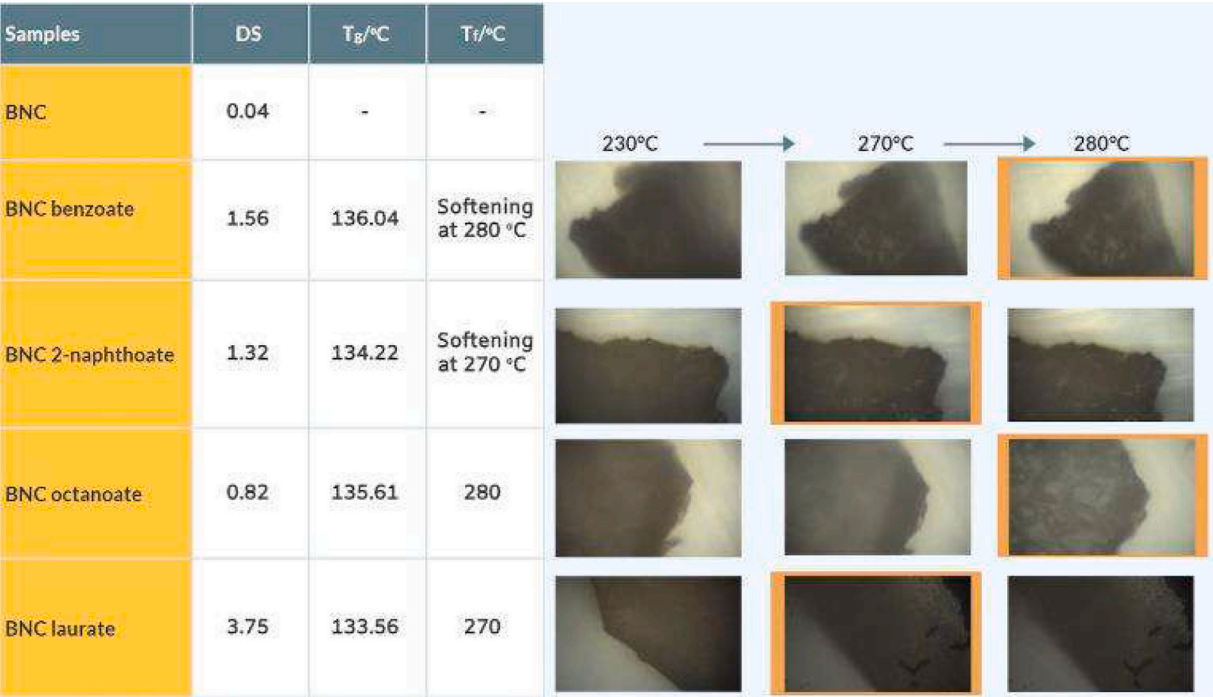 Samples DS Tg/°C Tf/°C
BNC 0.04 - -
230°C 270°C 280°C
BNC benzoate 1.56 136.04 Softening
at 280 °C
BNC 2-naphthoate 1.32 134.22 Softening
at 270 °C
BNC octanoate 0.82 135.61 280
BNC laurate 3.75 133.56 270